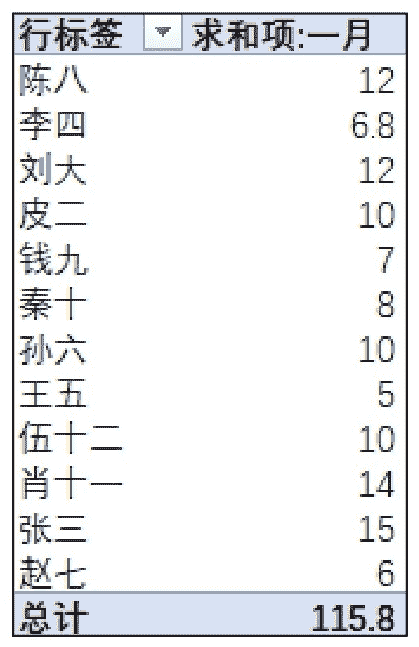 行标签 求和项:一月
陈八 12
李四 6.8
刘大 12
皮二 10
钱九 7
秦十 8
孙六 10
王五 5
伍十二 10
肖十一 14
张三 15
赵七 6
总计 115.8